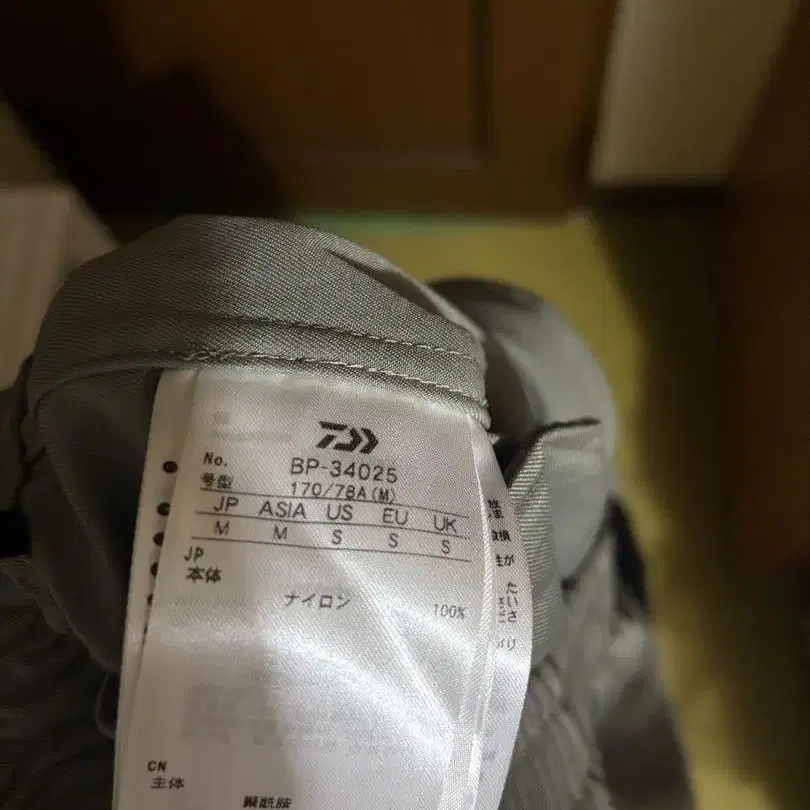 No. BP-34025
号型 170/78A(M)
JP ASIA US EU UK
M M S S S
JP
本体
ナイロン 100%
CN
主体